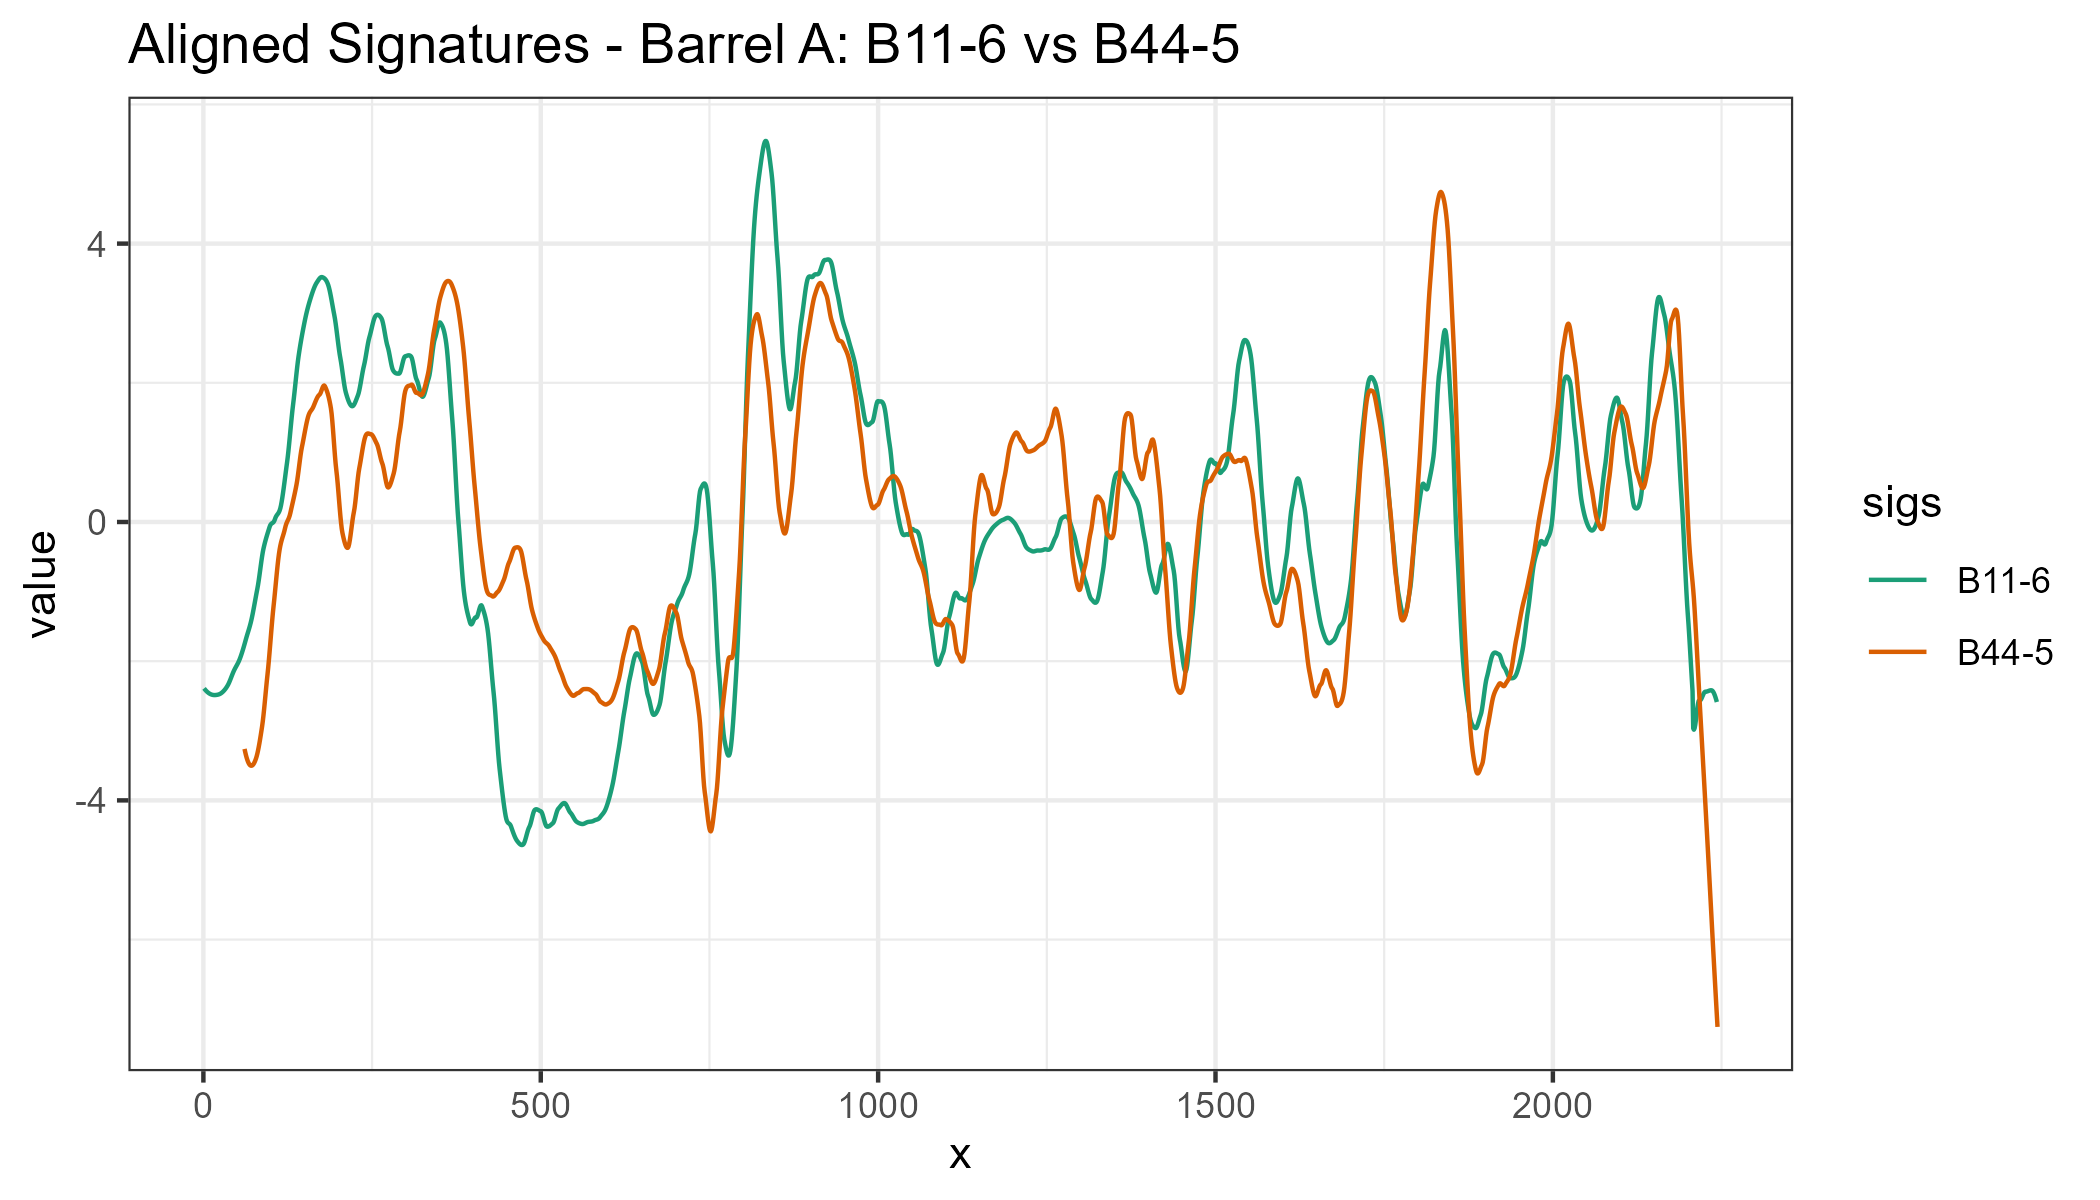 Aligned Signatures - Barrel A: B11-6 vs B44-5
value
4
0
-4
0
500
1000
1500
2000
x
sigs
B11-6
B44-5